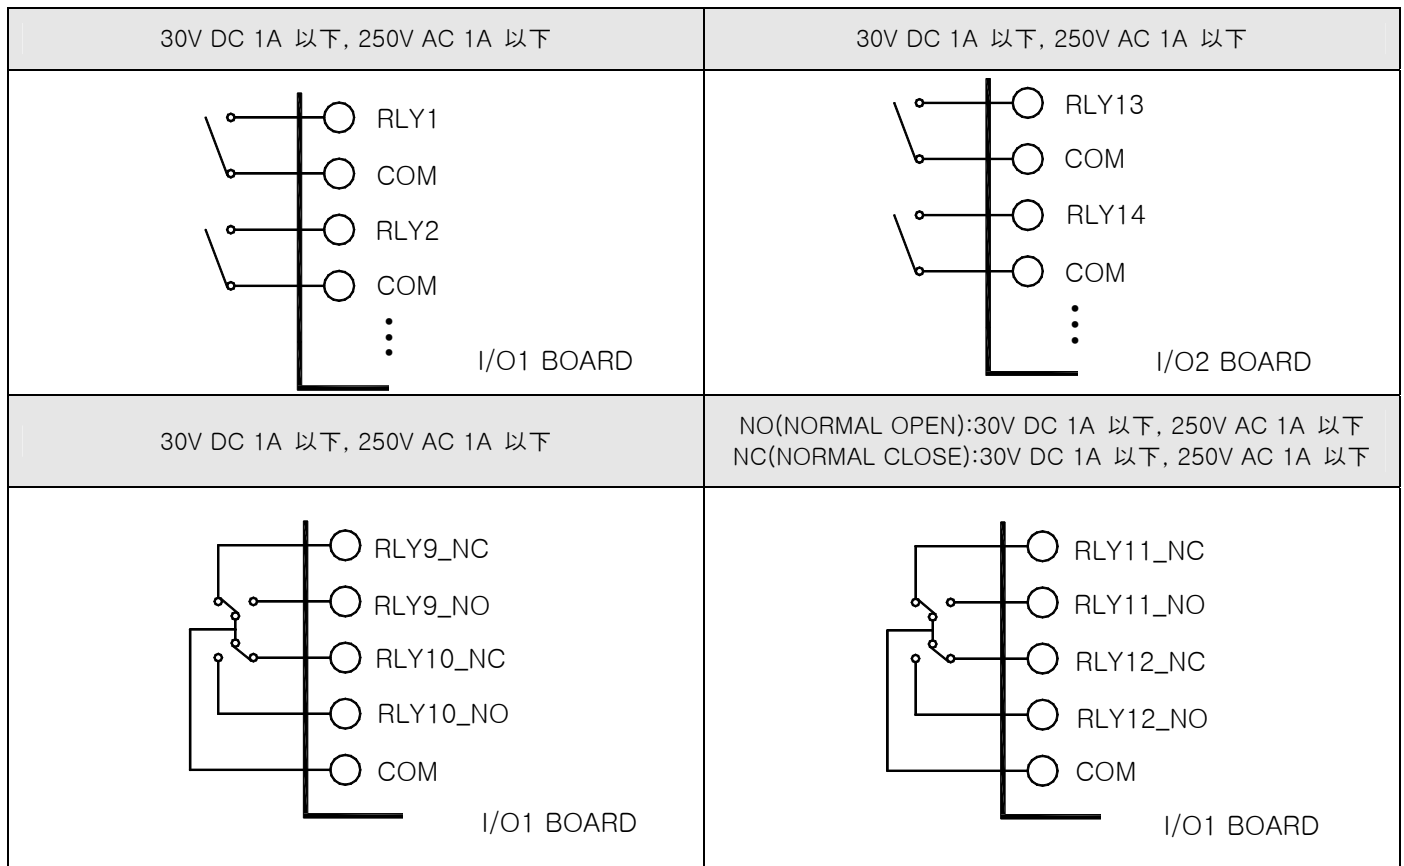 30V DC 1A 以下, 250V AC 1A 以下
30V DC 1A 以下, 250V AC 1A 以下
RLY1
COM
RLY2
COM
I/O1 BOARD
RLY13
COM
RLY14
COM
I/O2 BOARD
30V DC 1A 以下, 250V AC 1A 以下
NO(NORMAL OPEN):30V DC 1A 以下, 250V AC 1A 以下
NC(NORMAL CLOSE):30V DC 1A 以下, 250V AC 1A 以下
RLY9_NC
RLY9_NO
RLY10_NC
RLY10_NO
COM
I/O1 BOARD
RLY11_NC
RLY11_NO
RLY12_NC
RLY12_NO
COM
I/O1 BOARD